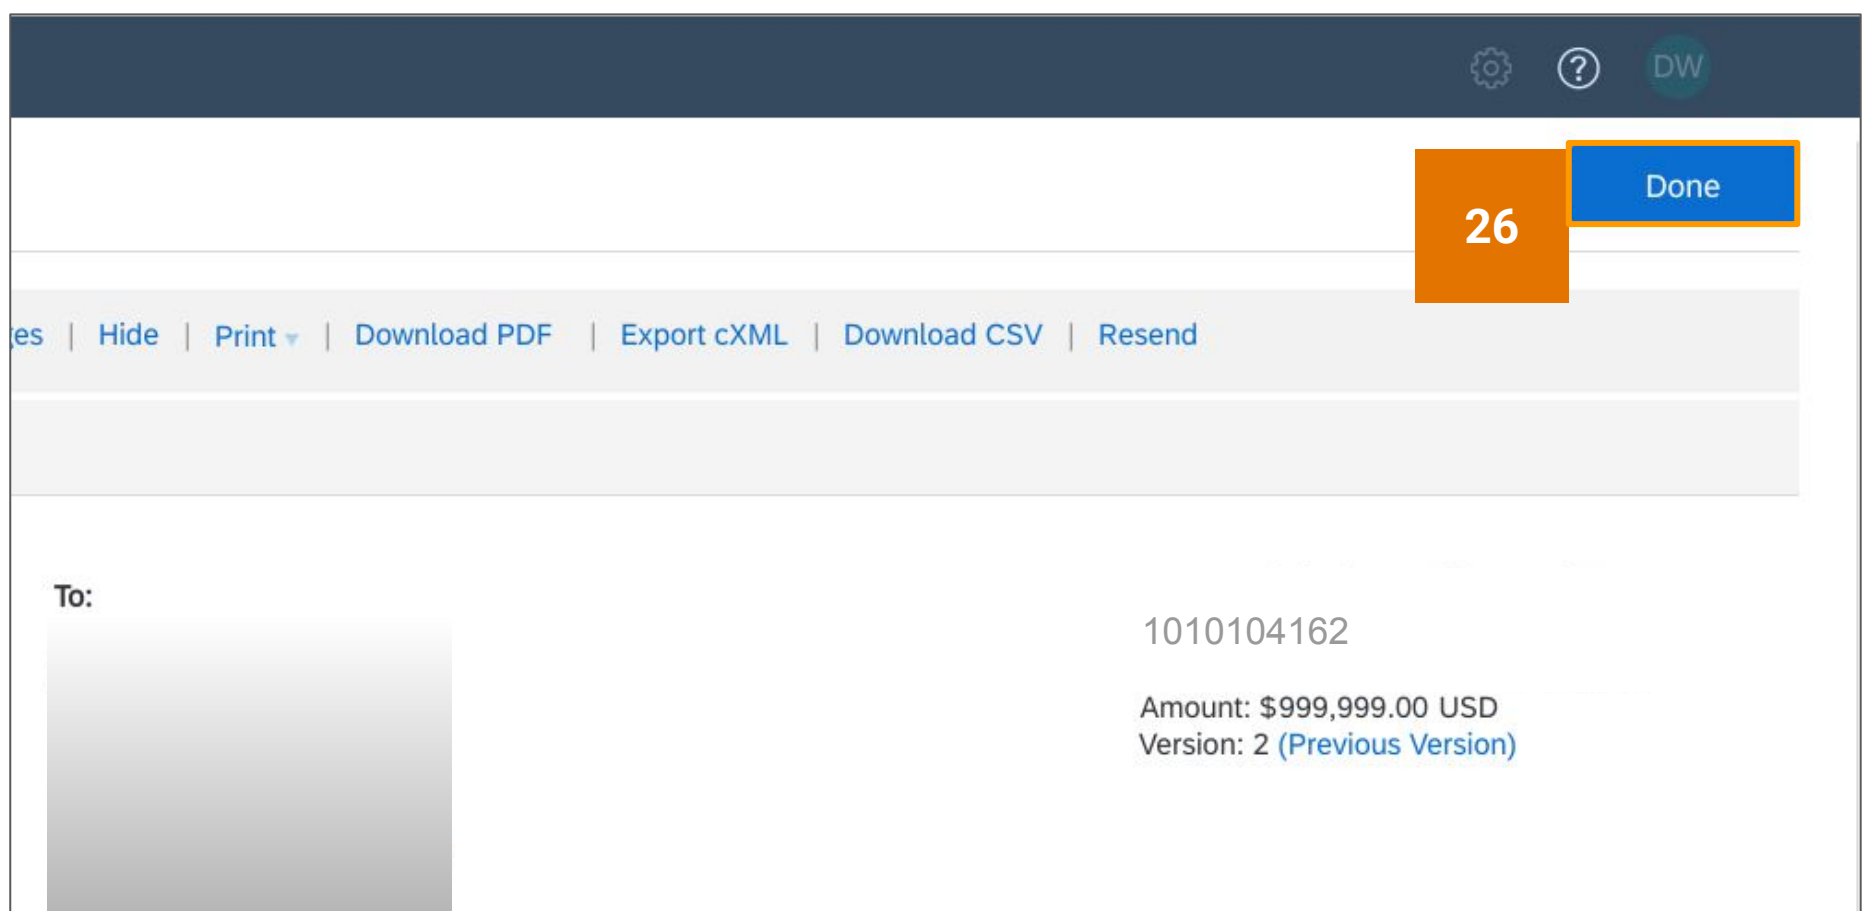 DW
Done
26
es | Hide | Print | Download PDF | Export cXML | Download CSV | Resend
To:
1010104162
Amount: $999,999.00 USD
Version: 2 (Previous Version)